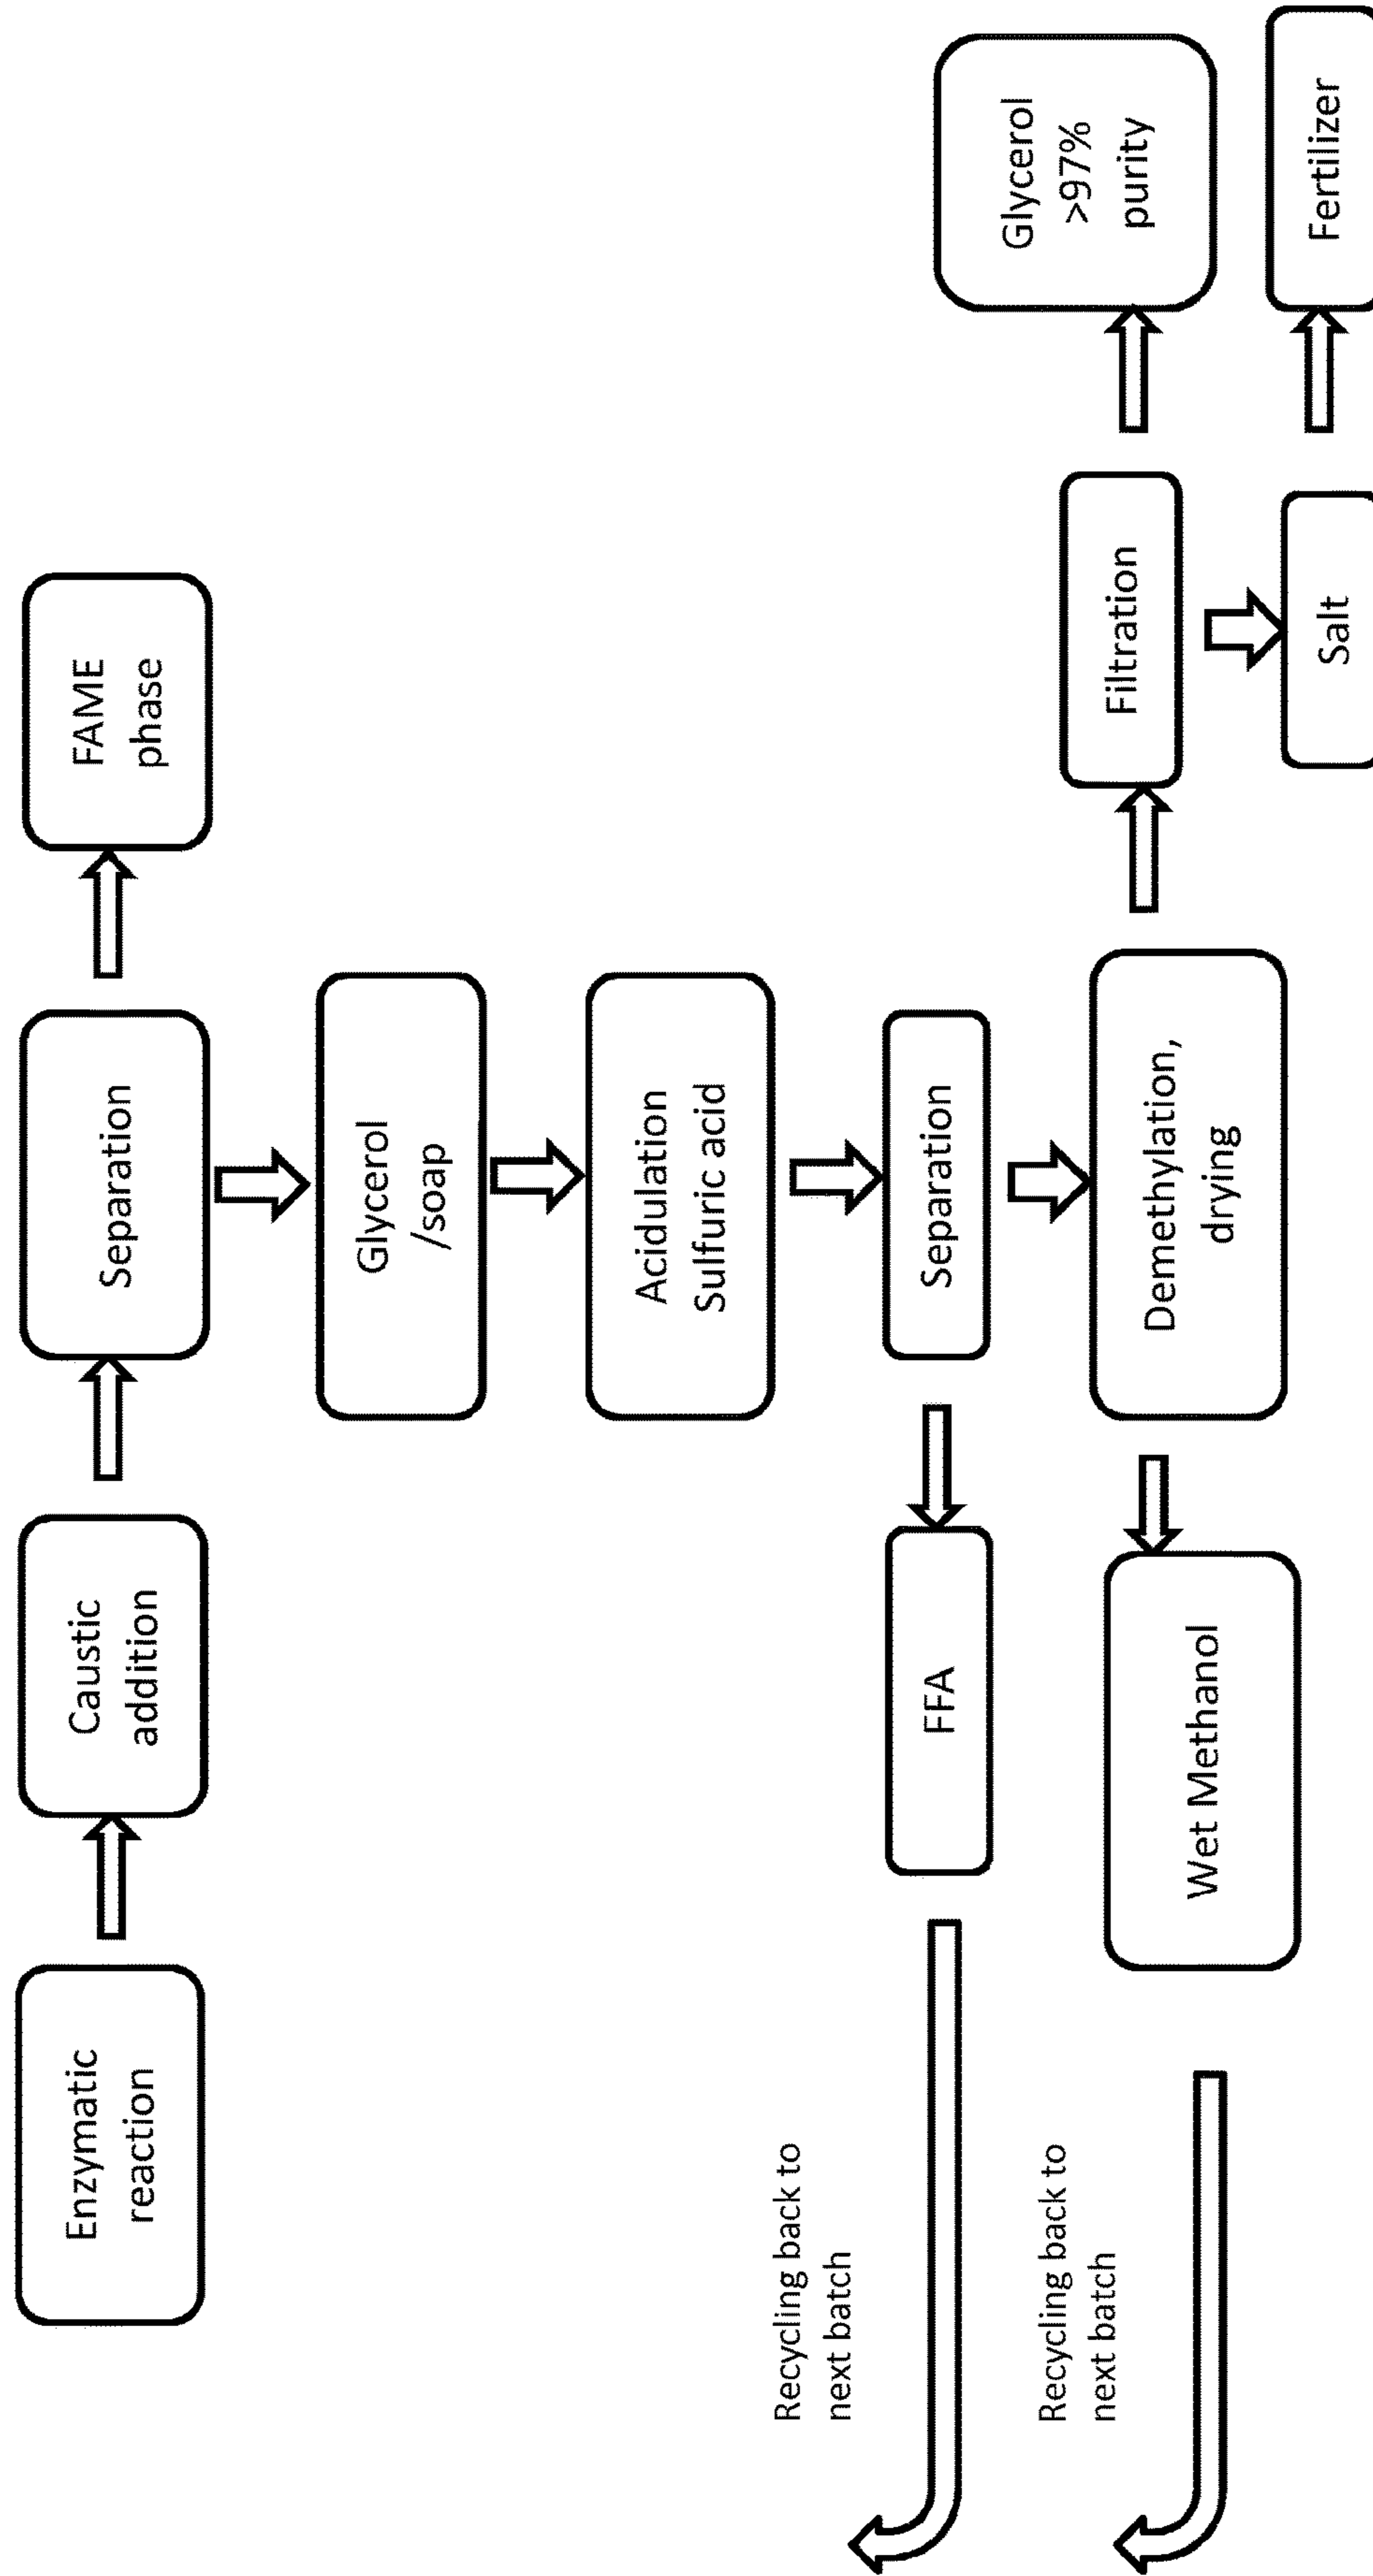 Enzymatic
reaction
Caustic
addition
Separation
FAME
phase
Glycerol
/soap
Acidulation
Sulfuric acid
Recycling back to
next batch
FFA
Separation
Recycling back to
next batch
Wet Methanol
Demethylation,
drying
Filtration
Glycerol
>97%
purity
Salt
Fertilizer